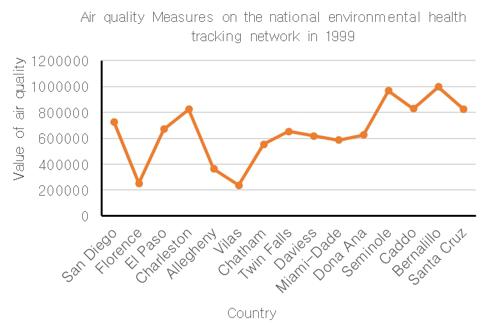 Air quality Measures on the national environmental health
tracking network in 1999
Value of air quality
1200000
1000000
800000
600000
400000
200000
0
San Diego
Florence
El Paso
Charleston
Allegheny
Vilas
Chatham
Twin Falls
Daviess
Miami-Dade
Dona Ana
Seminole
Caddo
Bernalillo
Santa Cruz
Country